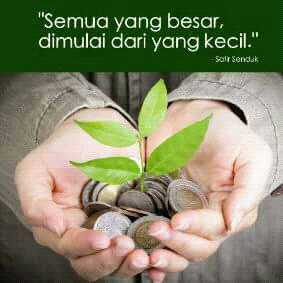 "Semua yang besar,
dimulai dari yang kecil."
- Safir Senduk